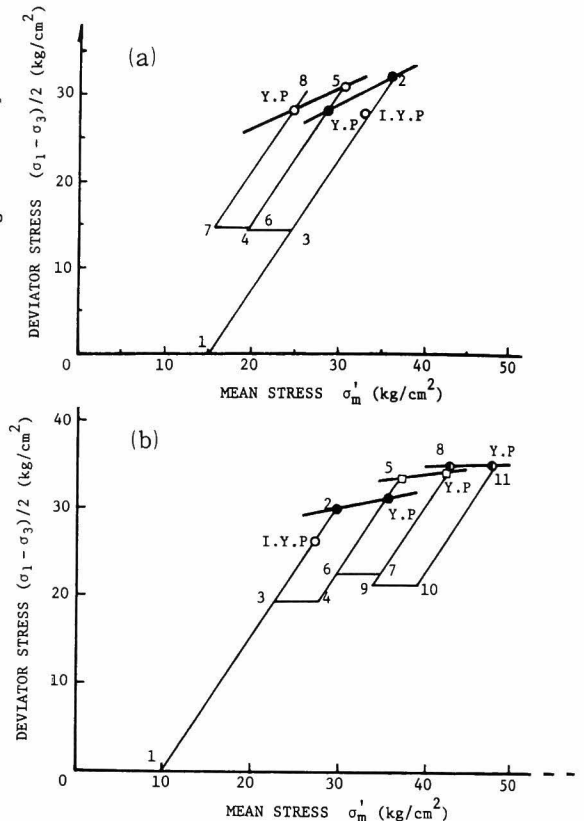 (a)
DEVIATOR STRESS (σ1 - σ3)/2 (kg/cm2)
30
20
10
0
8
5
2
Y.P
Y.P
I.Y.P
7
4
6
3
1
10 20 30 40 50
MEAN STRESS σ'm (kg/cm2)
(b)
DEVIATOR STRESS (σ1 - σ3)/2 (kg/cm2)
40
30
20
10
0
8
Y.P
5
Y.P
11
2
Y.P
I.Y.P
6
7
3
4
9
10
1
10 20 30 40 50
MEAN STRESS σ'm (kg/cm2)